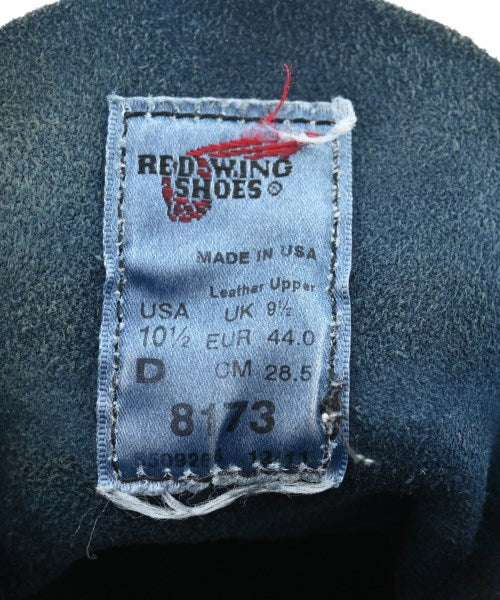 RED WING
SHOES ®
MADE IN USA
Leather Upper
USA UK 9½
10½ EUR 44.0
D CM 28.5
8173